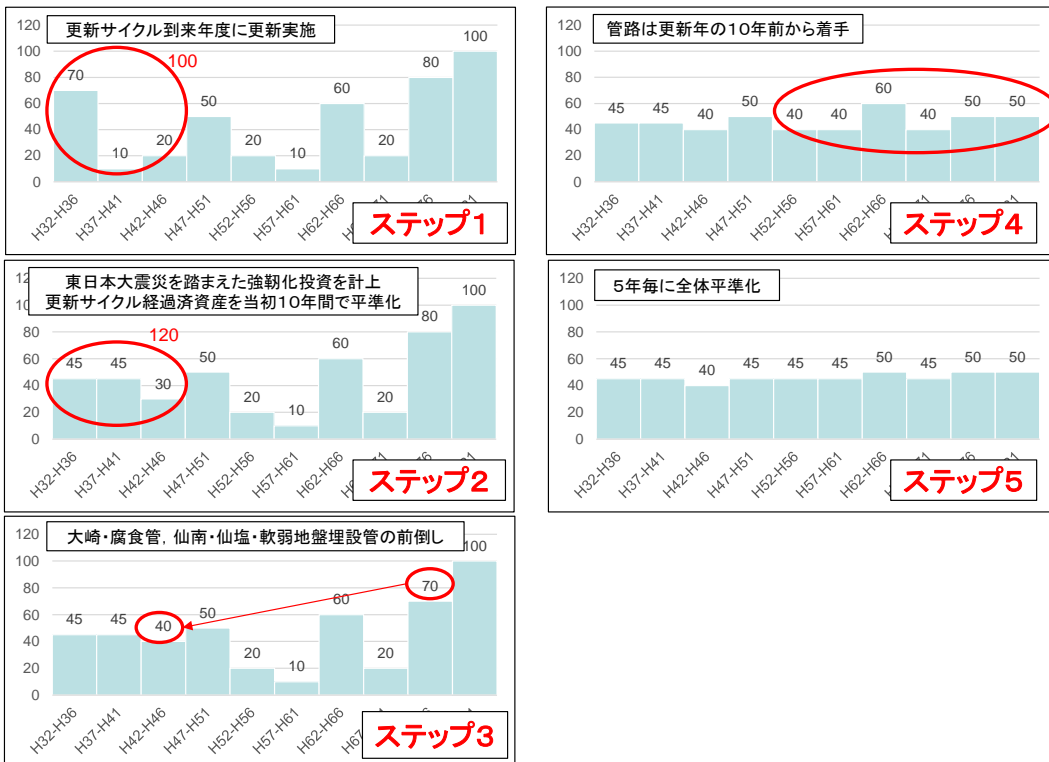 更新サイクル到来年度に更新実施
120
100
80
60
40
20
0
100
70
10
20
50
20
10
60
20
80
100
H32-H36
H37-H41
H42-H46
H47-H51
H52-H56
H57-H61
H62-H66
ステップ1
東日本大震災を踏まえた強靱化投資を計上
更新サイクル経過済資産を当初10年間で平準化
80
60
40
20
0
120
45
45
30
50
20
10
60
20
80
100
H32-H36
H37-H41
H42-H46
H47-H51
H52-H56
H57-H61
H62-H66
ステップ2
大崎・腐食管，仙南・仙塩・軟弱地盤埋設管の前倒し
120
100
80
60
40
20
0
45
45
40
50
20
10
60
20
70
100
H32-H36
H37-H41
H42-H46
H47-H51
H52-H56
H57-H61
H62-H66
ステップ3
管路は更新年の10年前から着手
120
100
80
60
40
20
0
45
45
40
50
40
40
60
40
50
50
H32-H36
H37-H41
H42-H46
H47-H51
H52-H56
H57-H61
H62-H66
ステップ4
5年毎に全体平準化
120
100
80
60
40
20
0
45
45
40
45
45
45
50
45
50
50
H32-H36
H37-H41
H42-H46
H47-H51
H52-H56
H57-H61
H62-H66
ステップ5